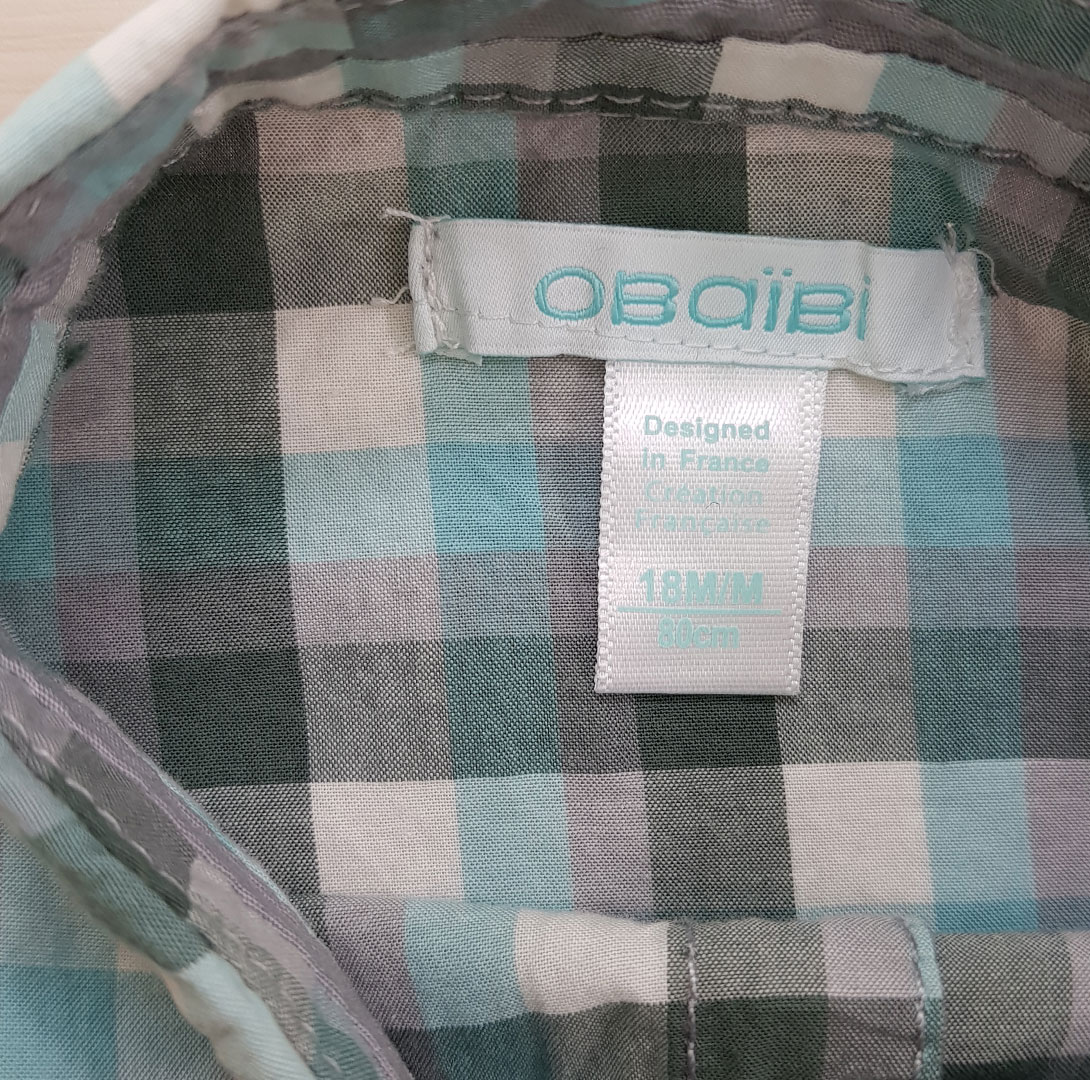 OBaïBi
Designed
in France
Création
Française
18M/M
80cm